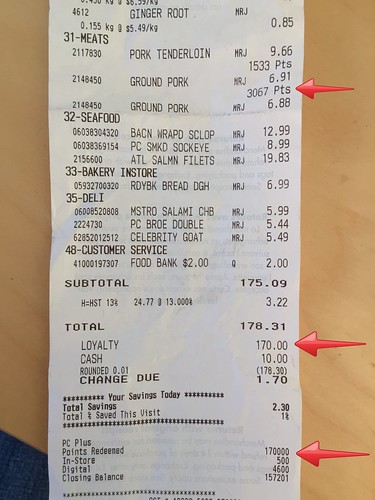 0.430 kg @ $6.59/kg
4612 GINGER ROOT MRJ
0.155 kg @ $5.49/kg 0.85
31-MEATS
2117830 PORK TENDERLOIN MRJ 9.66
1533 Pts
2148450 GROUND PORK MRJ 6.91
3067 Pts
2148450 GROUND PORK MRJ 6.88
32-SEAFOOD
06038304320 BACN WRAPD SCLOP MRJ 12.99
06038369154 PC SMKD SOCKEYE MRJ 8.99
2156600 ATL SALMN FILETS MRJ 19.83
33-BAKERY INSTORE
05932700320 RDYBK BREAD DGH MRJ 6.99
35-DELI
06008520808 MSTRO SALAMI CHB MRJ 5.99
2224730 PC BROE DOUBLE MRJ 5.44
62852012512 CELEBRITY GOAT MRJ 5.49
48-CUSTOMER SERVICE
41000197307 FOOD BANK $2.00 Q 2.00
SUBTOTAL 175.09
H=HST 13% 24.77 @ 13.000% 3.22
TOTAL 178.31
LOYALTY 170.00
CASH 10.00
ROUNDED 0.01 (178.30)
CHANGE DUE 1.70
********** Your Savings Today **********
Total Savings 2.30
Total % Saved This Visit 1%
****************************************
PC Plus
Points Redeemed 170000
In-Store 500
Digital 4600
Closing Balance 157201